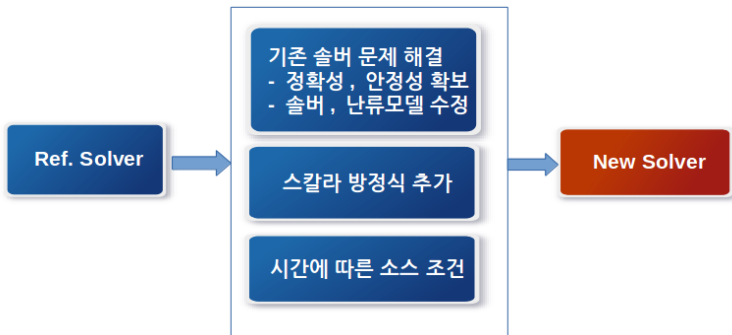 Ref. Solver
기존 솔버 문제 해결
- 정확성 , 안정성 확보
- 솔버 , 난류모델 수정
스칼라 방정식 추가
시간에 따른 소스 조건
New Solver